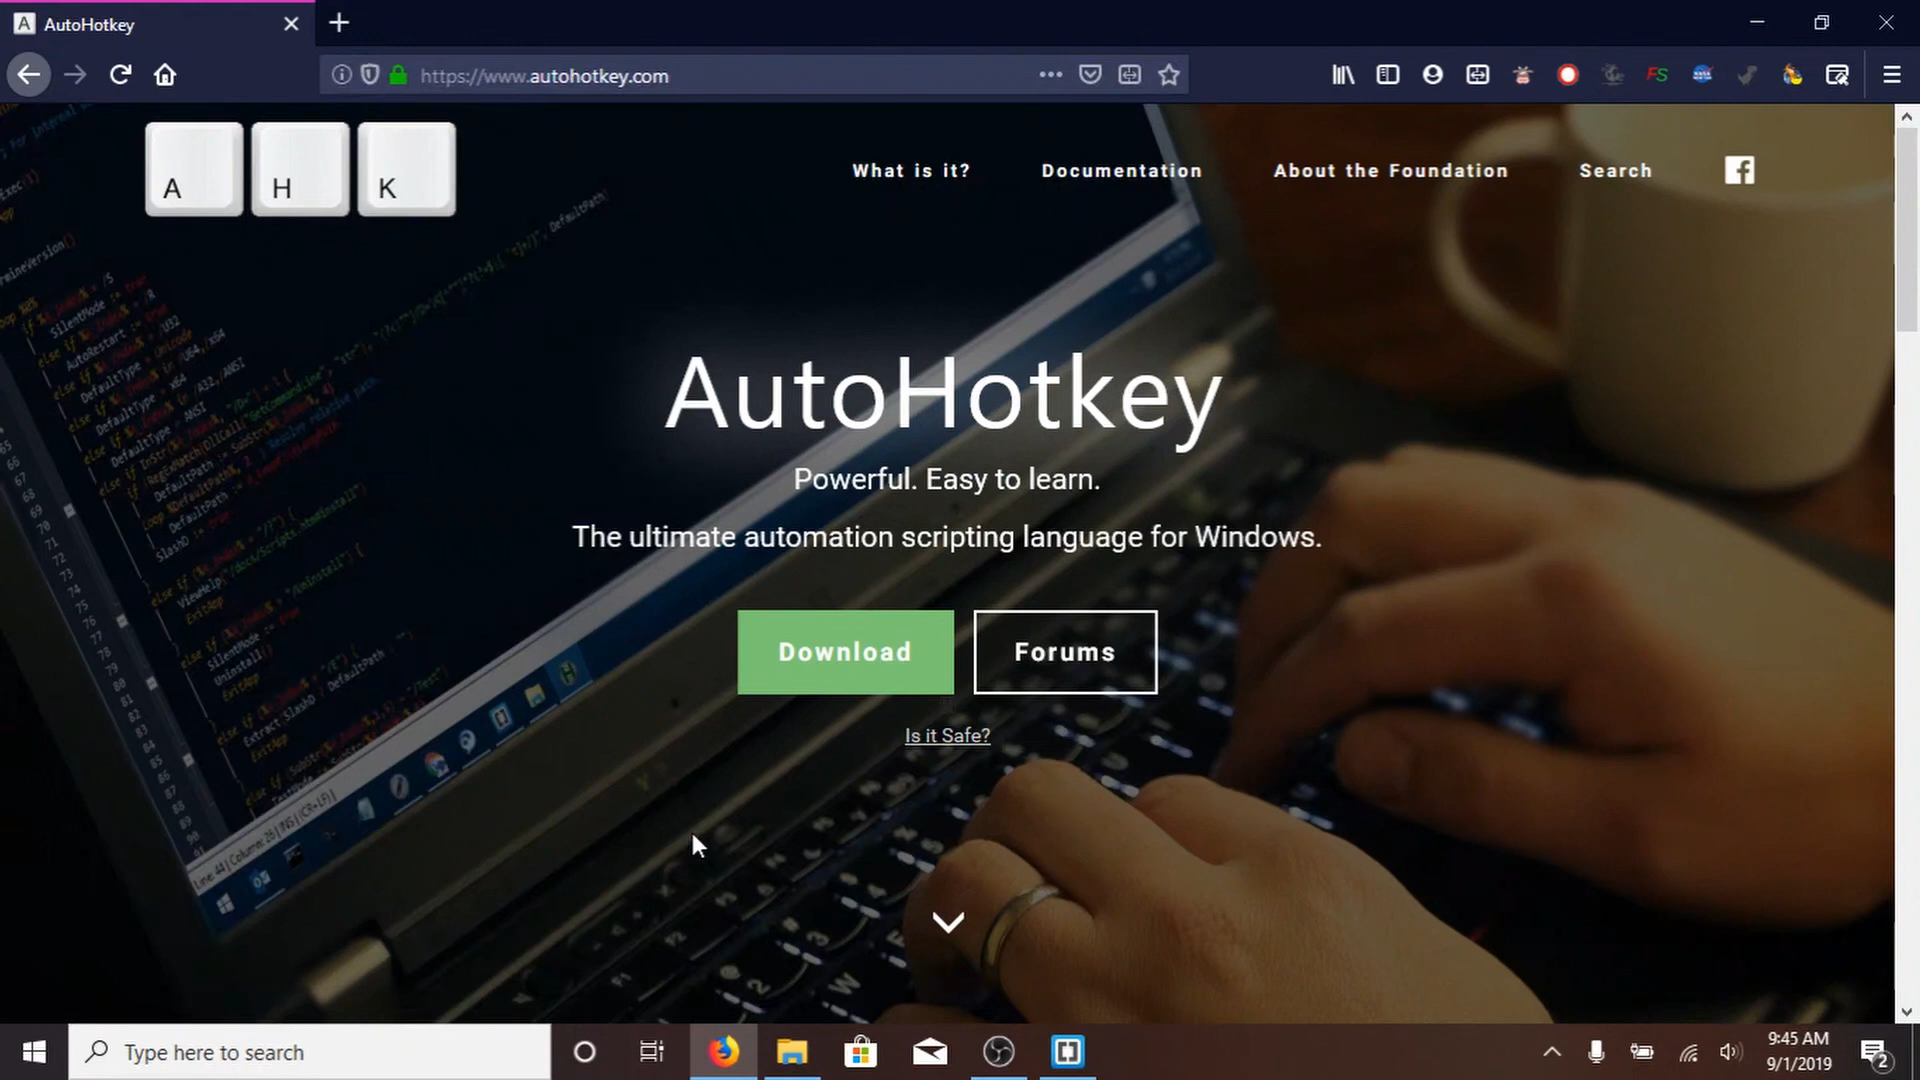 AutoHotkey
https://www.autohotkey.com
A H K
What is it? Documentation About the Foundation Search
AutoHotkey
Powerful. Easy to learn.
The ultimate automation scripting language for Windows.
Download Forums
Is it Safe?
Type here to search
9:45 AM
9/1/2019
2